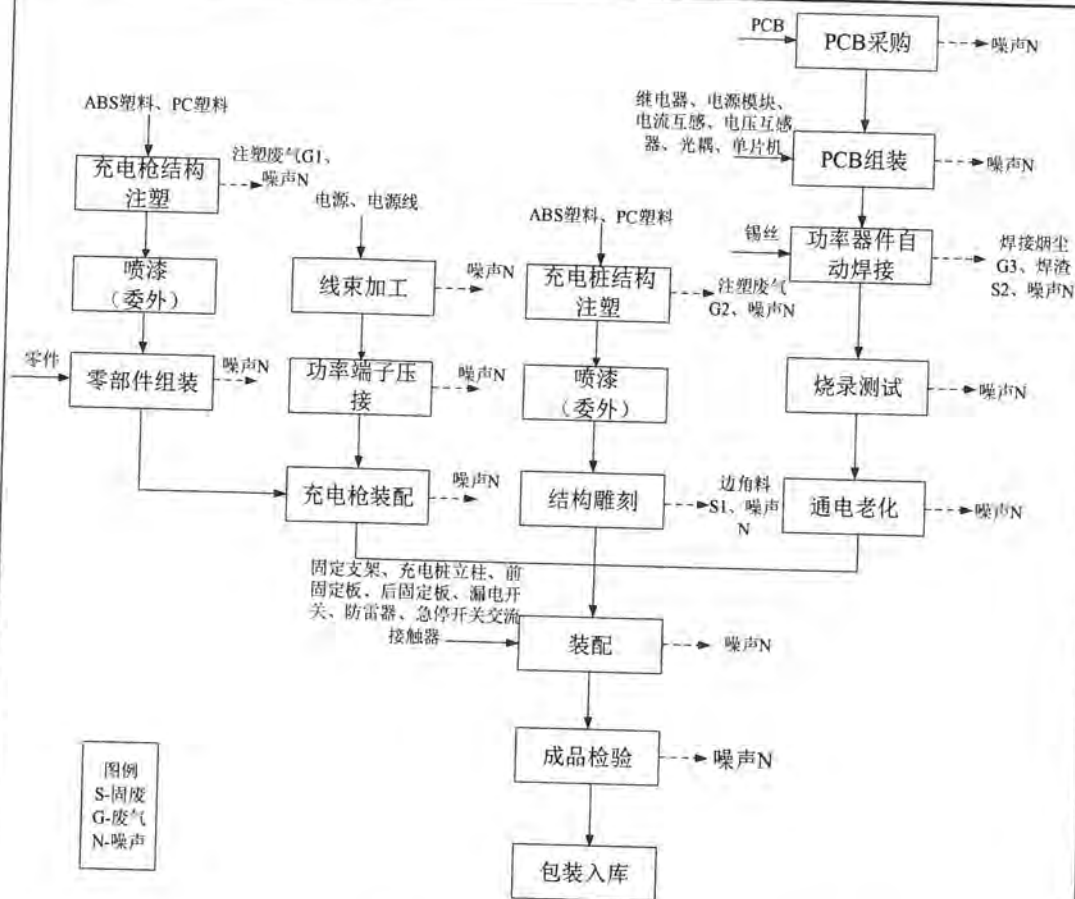 PCB
PCB采购
噪声N
继电器、电源模块、
电流互感、电压互感
器、光耦、单片机
PCB组装
噪声N
ABS塑料、PC塑料
充电枪结构
注塑
注塑废气G1、
噪声N
电源、电源线
ABS塑料、PC塑料
锡丝
功率器件自
动焊接
焊接烟尘
G3、焊渣
S2、噪声N
喷漆
（委外）
线束加工
噪声N
充电桩结构
注塑
注塑废气
G2、噪声N
零件
零部件组装
噪声N
功率端子压
接
噪声N
喷漆
（委外）
烧录测试
噪声N
充电枪装配
噪声N
结构雕刻
边角料
S1、噪声
N
通电老化
噪声N
固定支架、充电桩立柱、前
固定板、后固定板、漏电开
关、防雷器、急停开关交流
接触器
装配
噪声N
成品检验
噪声N
图例
S-固废
G-废气
N-噪声
包装入库